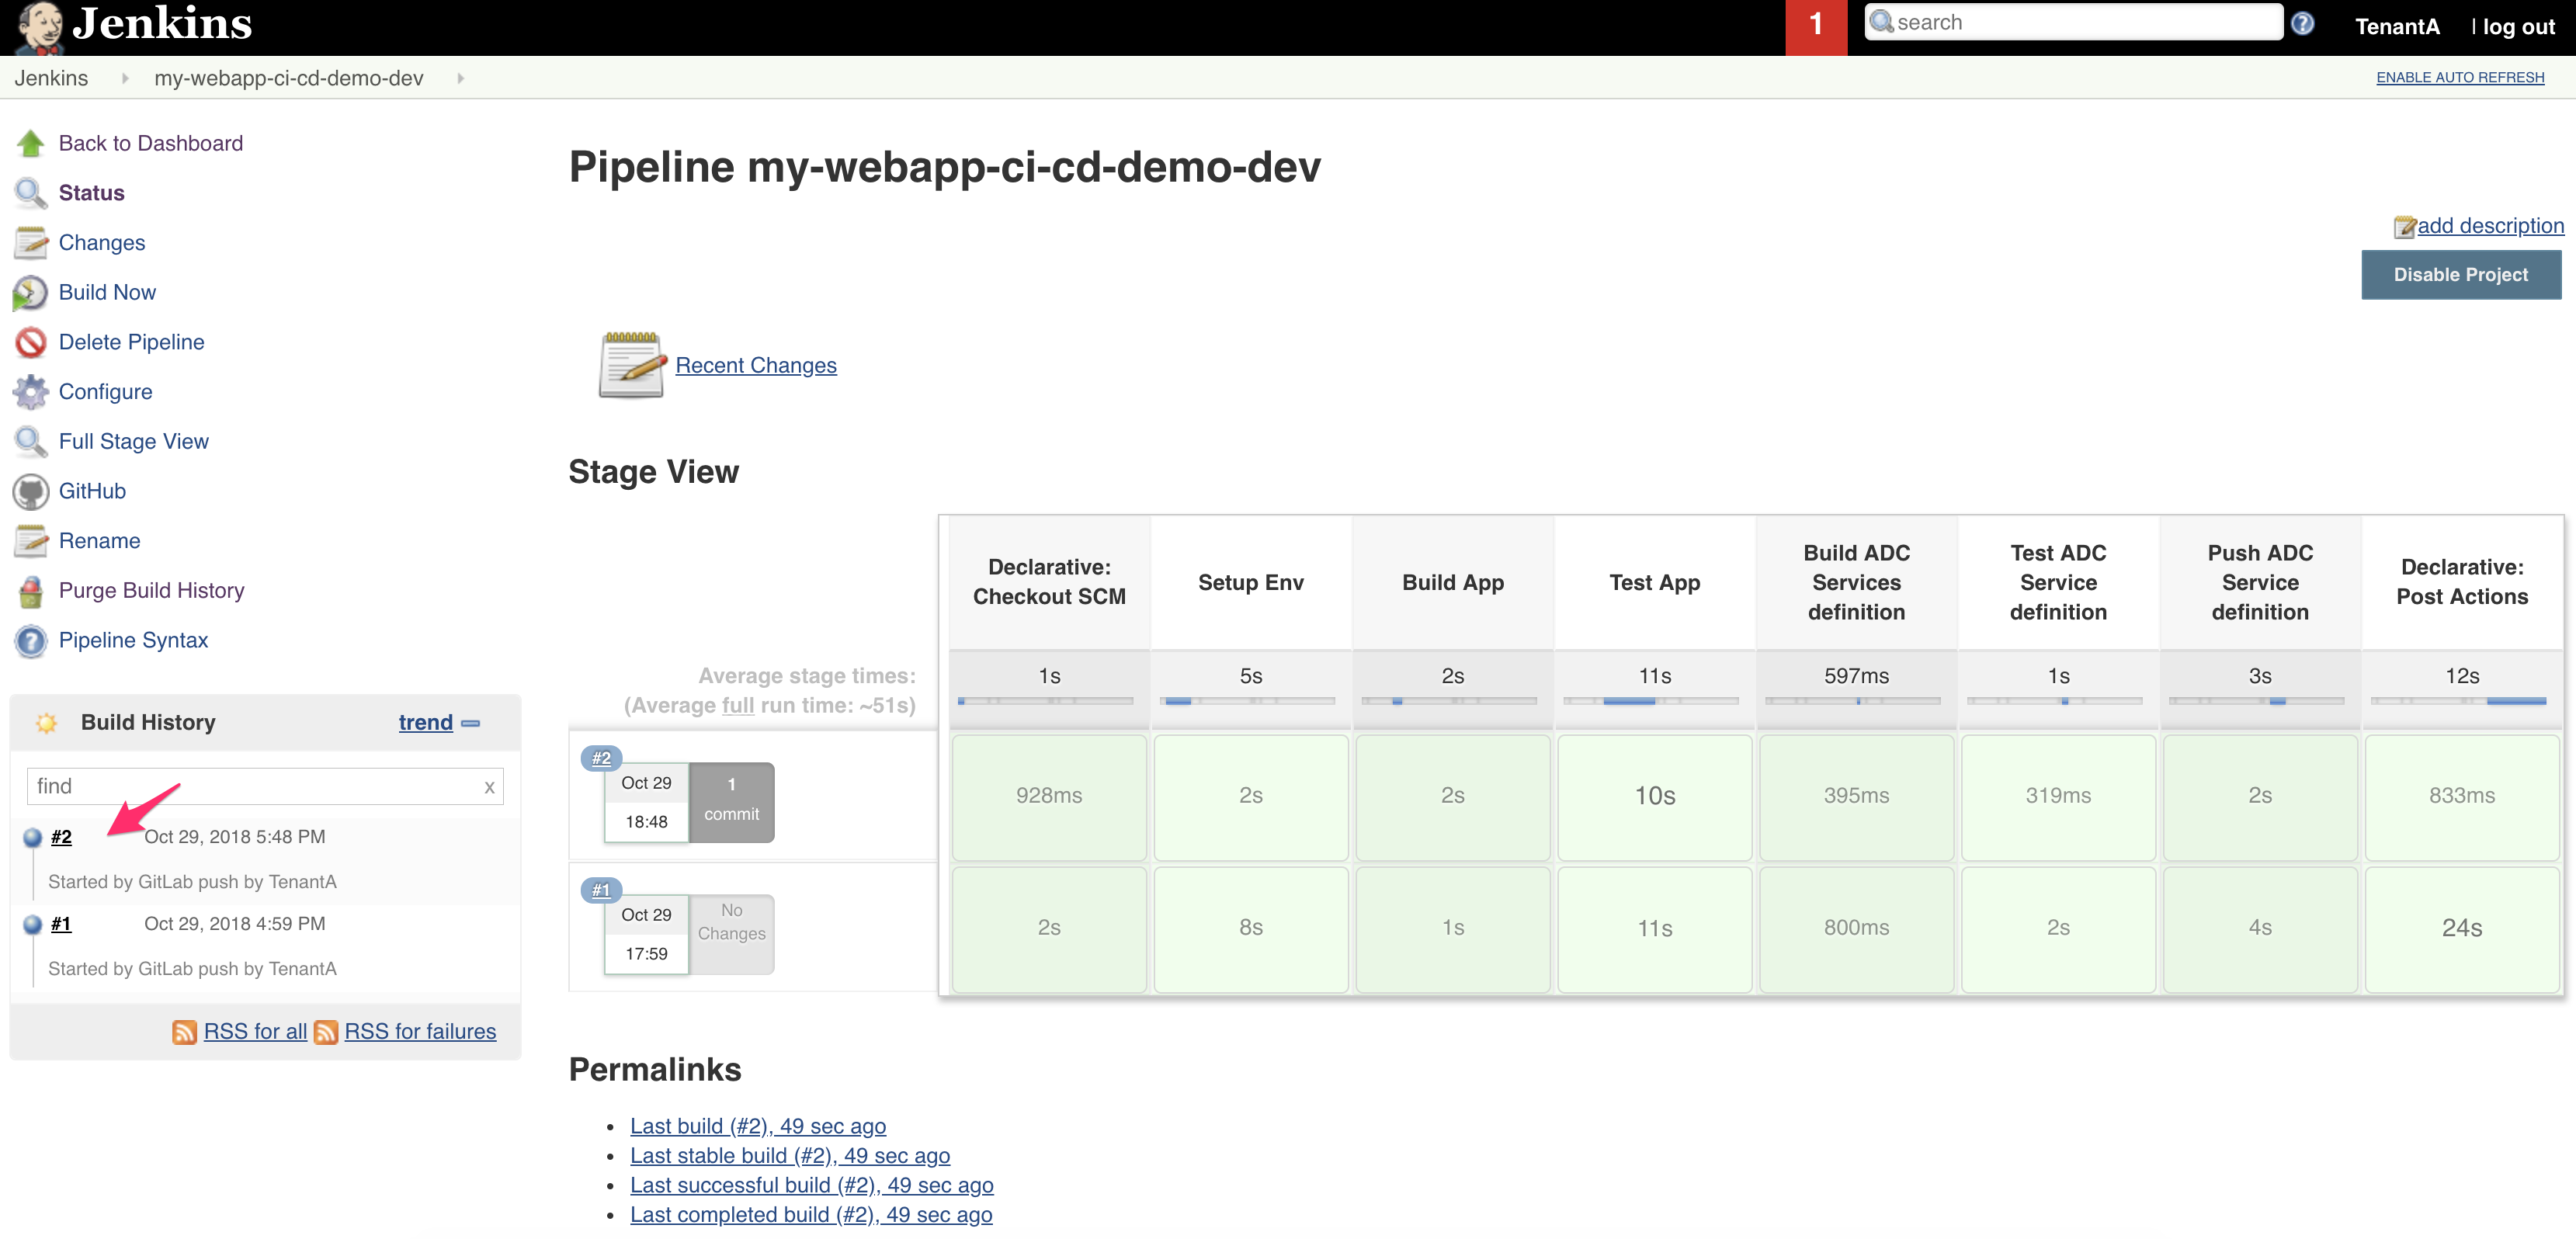 Jenkins
1
search
TenantA
| log out
Jenkins
my-webapp-ci-cd-demo-dev
ENABLE AUTO REFRESH
Back to Dashboard
Status
Changes
Build Now
Delete Pipeline
Configure
Full Stage View
GitHub
Rename
Purge Build History
Pipeline Syntax
Build History
trend
find
x
#2
Oct 29, 2018 5:48 PM
Started by GitLab push by TenantA
#1
Oct 29, 2018 4:59 PM
Started by GitLab push by TenantA
RSS for all
RSS for failures
Pipeline my-webapp-ci-cd-demo-dev
add description
Disable Project
Recent Changes
Stage View
Declarative:
Checkout SCM
Setup Env
Build App
Test App
Build ADC
Services
definition
Test ADC
Service
definition
Push ADC
Service
definition
Declarative:
Post Actions
Average stage times:
(Average full run time: ~51s)
1s
5s
2s
11s
597ms
1s
3s
12s
#2
Oct 29
18:48
1
commit
928ms
2s
2s
10s
395ms
319ms
2s
833ms
#1
Oct 29
17:59
No
Changes
2s
8s
1s
11s
800ms
2s
4s
24s
Permalinks
Last build (#2), 49 sec ago
Last stable build (#2), 49 sec ago
Last successful build (#2), 49 sec ago
Last completed build (#2), 49 sec ago